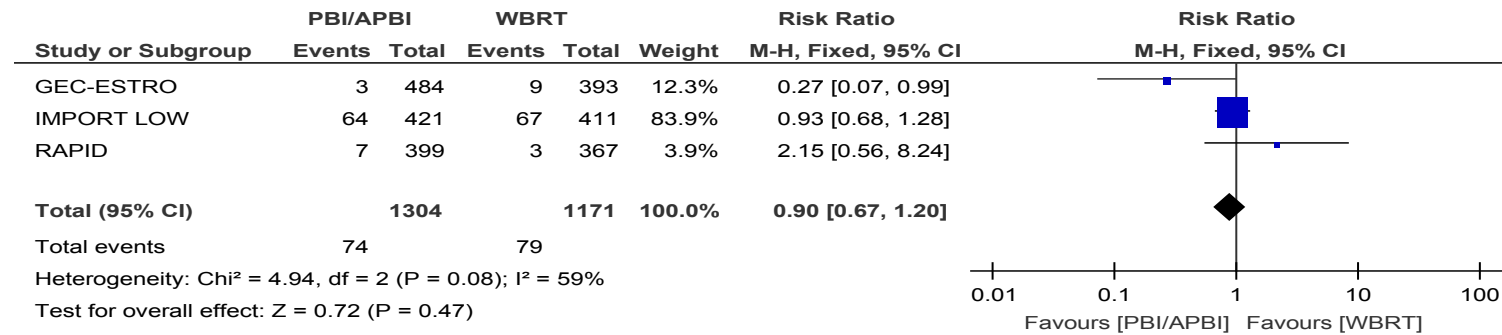 PBI/APBI WBRT Risk Ratio Risk Ratio
Study or Subgroup Events Total Events Total Weight M-H, Fixed, 95% CI M-H, Fixed, 95% CI
GEC-ESTRO 3 484 9 393 12.3% 0.27 [0.07, 0.99]
IMPORT LOW 64 421 67 411 83.9% 0.93 [0.68, 1.28]
RAPID 7 399 3 367 3.9% 2.15 [0.56, 8.24]
Total (95% CI) 1304 1171 100.0% 0.90 [0.67, 1.20]
Total events 74 79
Heterogeneity: Chi² = 4.94, df = 2 (P = 0.08); I² = 59%
Test for overall effect: Z = 0.72 (P = 0.47)
0.01 0.1 1 10 100
Favours [PBI/APBI] Favours [WBRT]